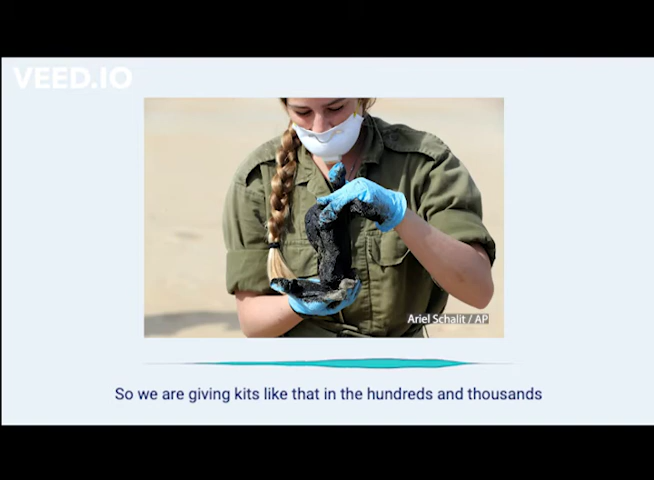 VEED.IO
Ariel Schalit / AP
So we are giving kits like that in the hundreds and thousands